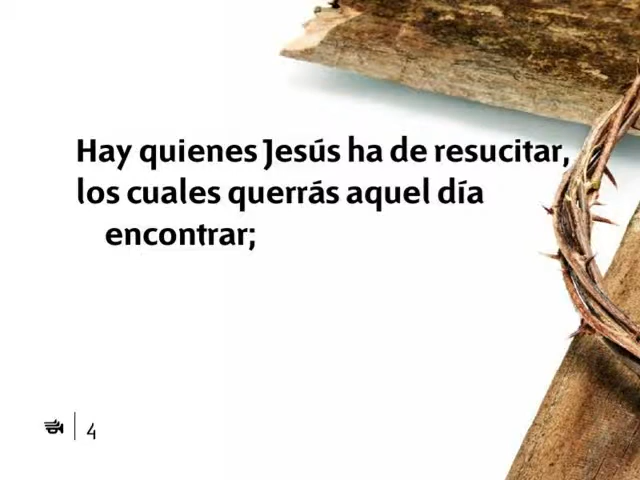 Hay quienes Jesús ha de resucitar,
los cuales querrás aquel día
encontrar;
4